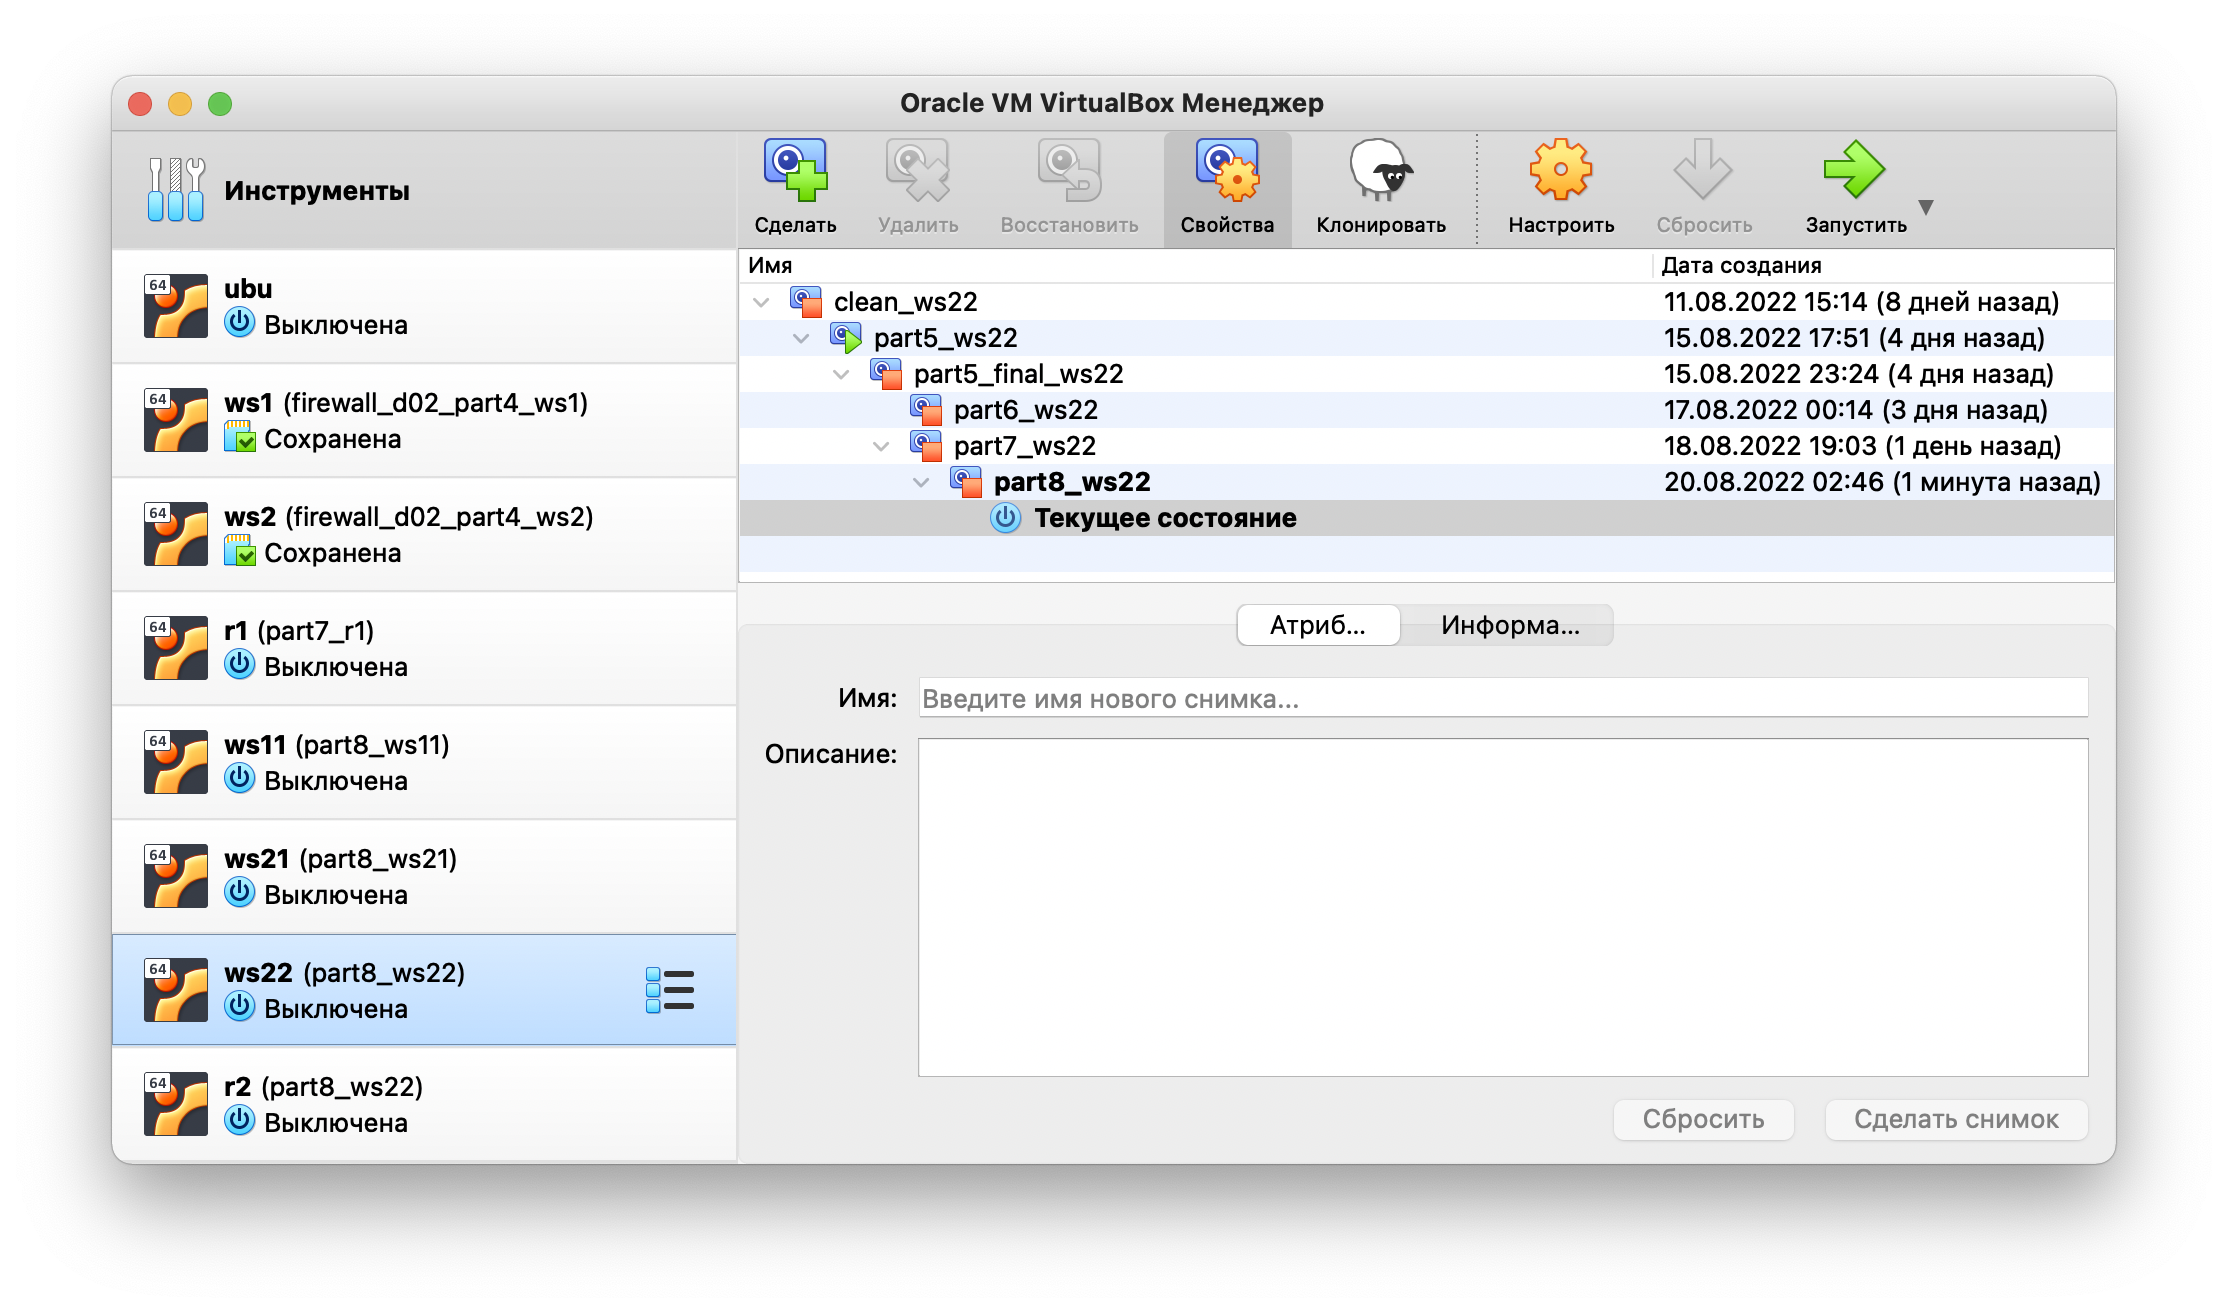 Oracle VM VirtualBox Менеджер
Инструменты
Сделать
Удалить
Восстановить
Свойства
Клонировать
Настроить
Сбросить
Запустить
64
ubu
Выключена
64
ws1 (firewall_d02_part4_ws1)
Сохранена
64
ws2 (firewall_d02_part4_ws2)
Сохранена
64
r1 (part7_r1)
Выключена
64
ws11 (part8_ws11)
Выключена
64
ws21 (part8_ws21)
Выключена
64
ws22 (part8_ws22)
Выключена
64
r2 (part8_ws22)
Выключена
Имя Дата создания
clean_ws22 11.08.2022 15:14 (8 дней назад)
part5_ws22 15.08.2022 17:51 (4 дня назад)
part5_final_ws22 15.08.2022 23:24 (4 дня назад)
part6_ws22 17.08.2022 00:14 (3 дня назад)
part7_ws22 18.08.2022 19:03 (1 день назад)
part8_ws22 20.08.2022 02:46 (1 минута назад)
Текущее состояние
Атриб... Информа...
Имя: Введите имя нового снимка...
Описание:
Сбросить Сделать снимок